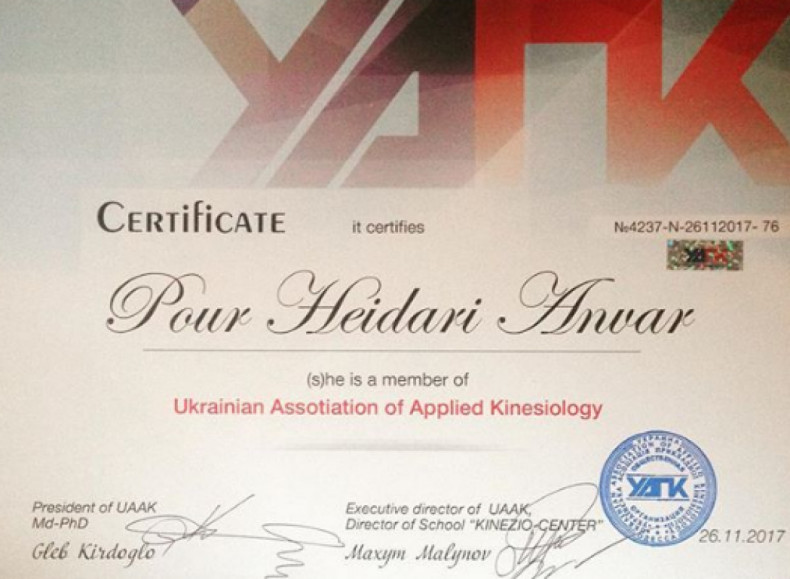 УАПК
CERTIFICATE it certifies №4237-N-26112017- 76
УАПК
Pour Heidari Anvar
(s)he is a member of
Ukrainian Assotiation of Applied Kinesiology
УАПК
President of UAAK
Md-PhD
Gleb Kirdoglo
Executive director of UAAK,
Director of School "KINEZIO-CENTER"
Maxym Malynov
26.11.2017